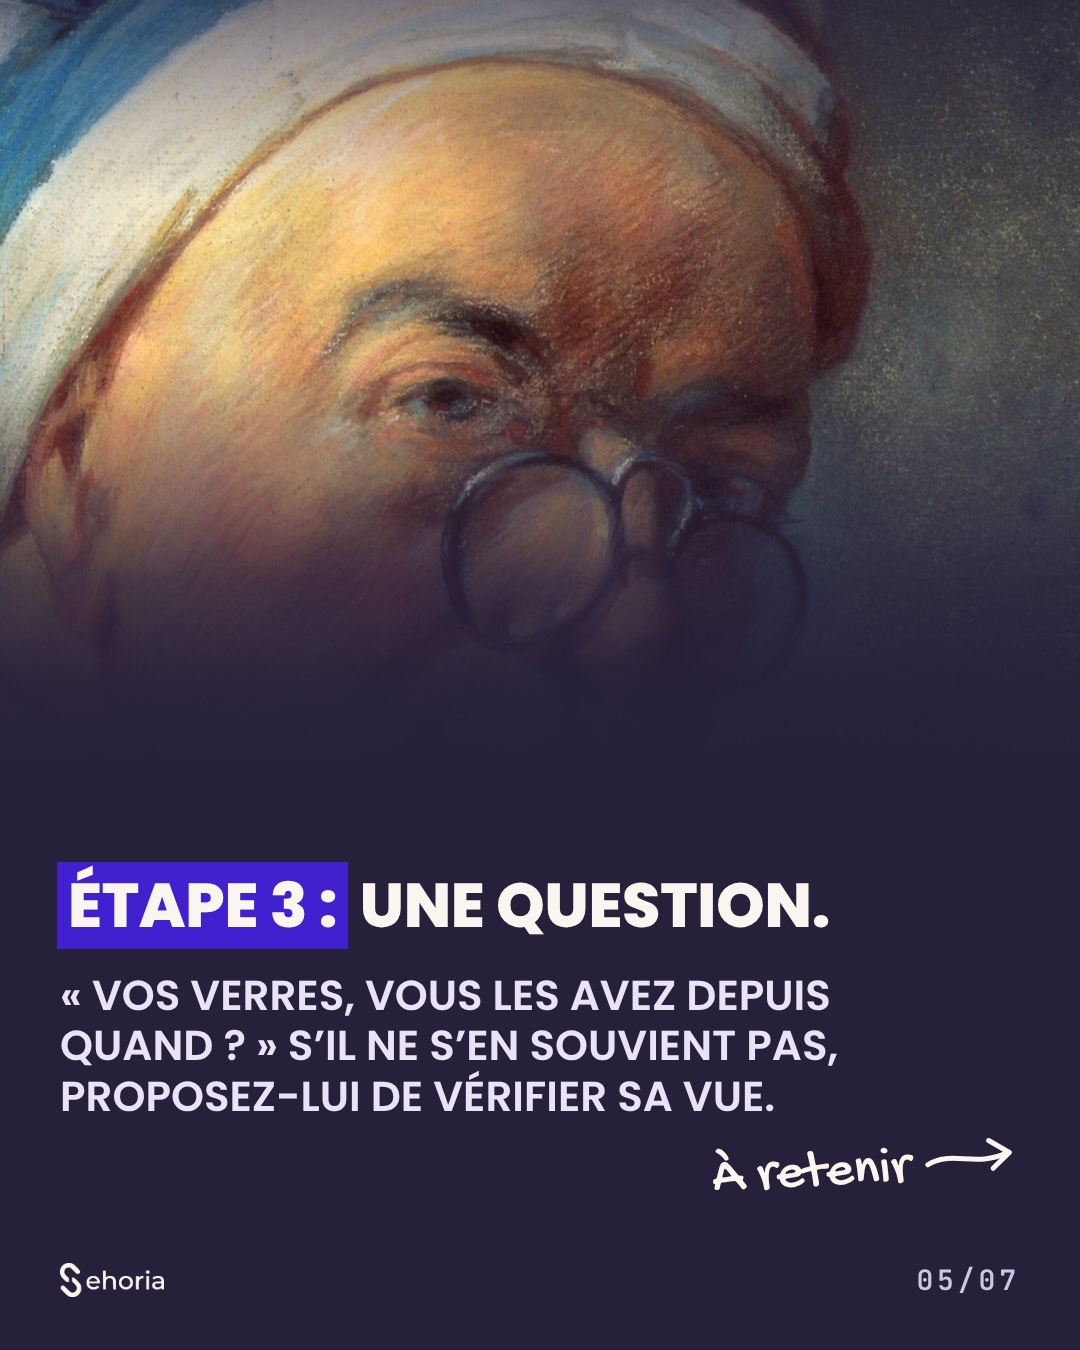 ÉTAPE 3 : UNE QUESTION.
« VOS VERRES, VOUS LES AVEZ DEPUIS
QUAND ? » S’IL NE S’EN SOUVIENT PAS,
PROPOSEZ-LUI DE VÉRIFIER SA VUE.
À retenir →
Sehoria
05/07